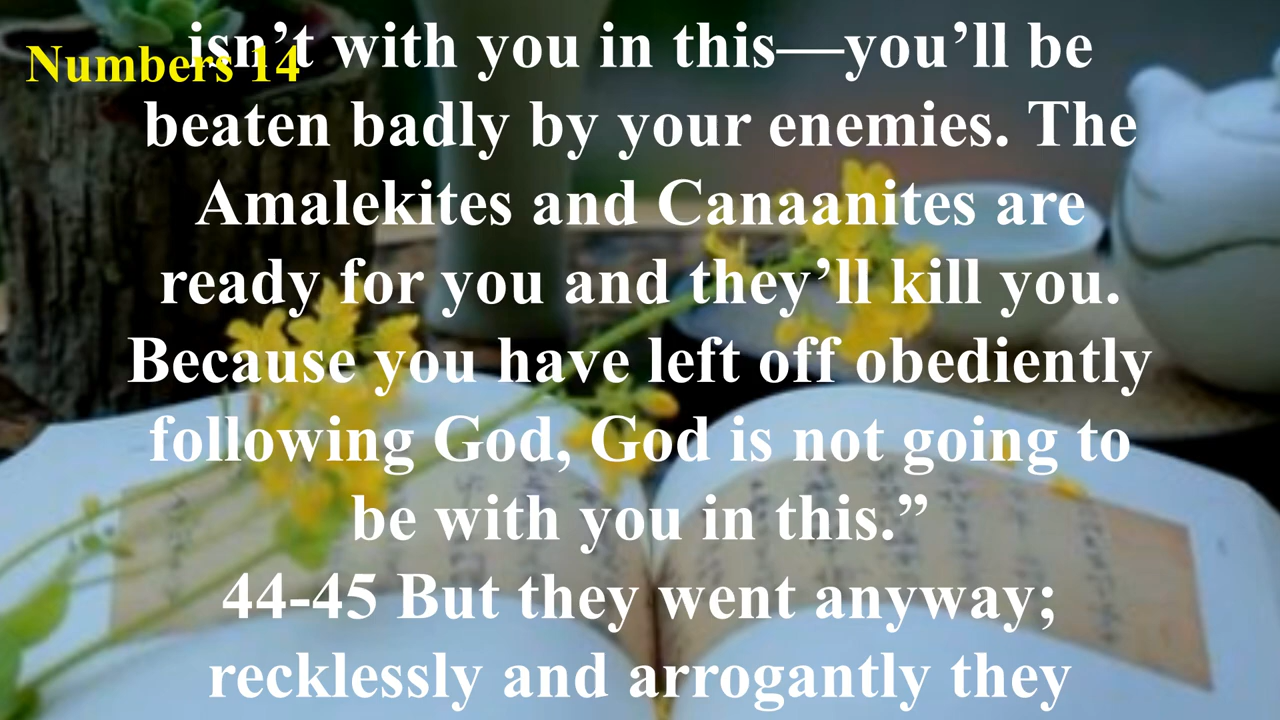 Numbers 14
isn’t with you in this—you’ll be
beaten badly by your enemies. The
Amalekites and Canaanites are
ready for you and they’ll kill you.
Because you have left off obediently
following God, God is not going to
be with you in this.”
44-45 But they went anyway;
recklessly and arrogantly they